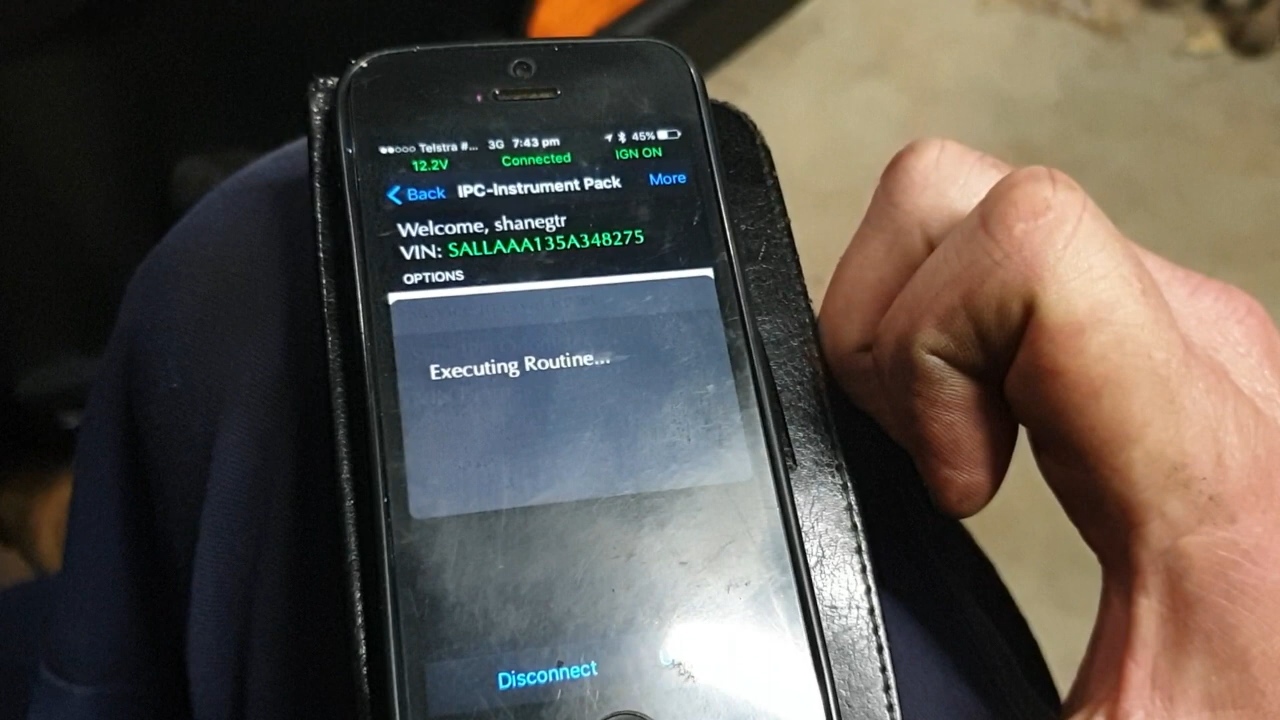 ●●○○○ Telstra #... 3G 7:43 pm 45%
12.2V Connected IGN ON
Back IPC-Instrument Pack More
Welcome, shanegtr
VIN: SALLAAA135A348275
OPTIONS
Executing Routine...
Disconnect